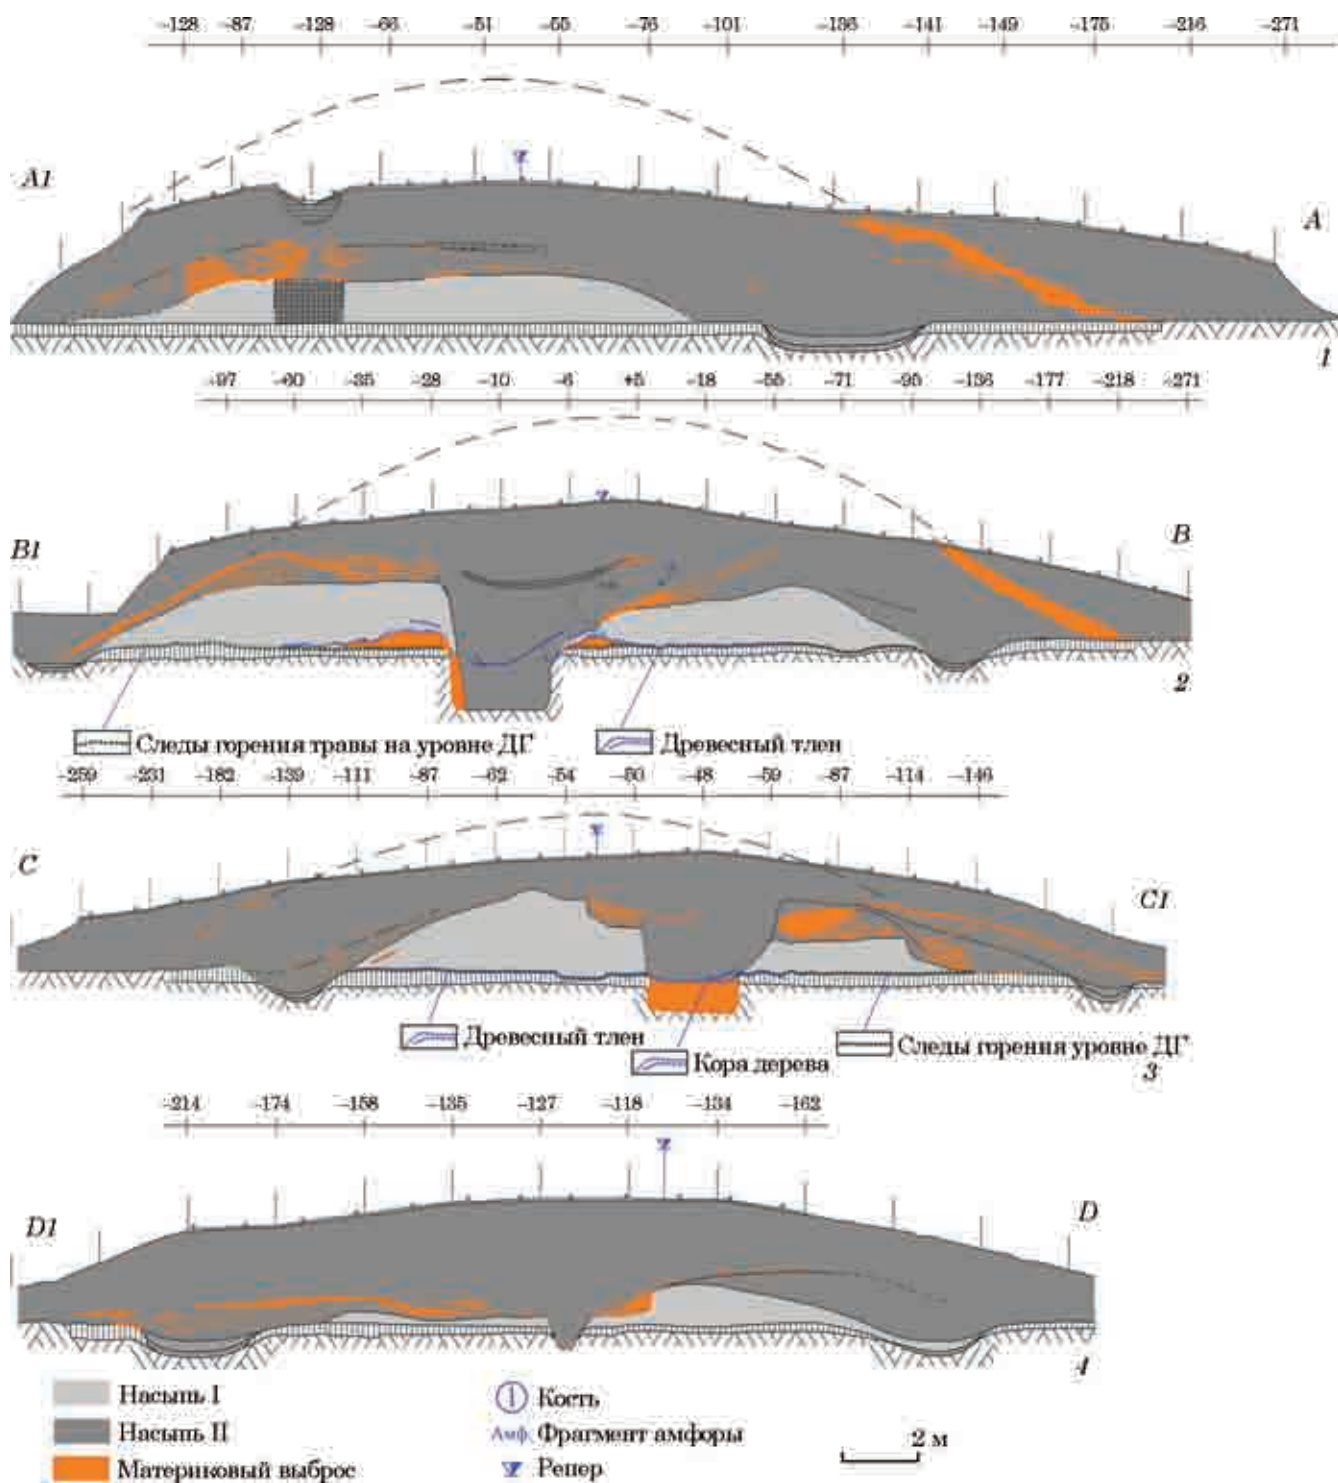 -128 -87 -128 -66 -51 -55 -76 -101 -136 -141 -149 -175 -216 -271
A1 A
1
-97 -60 -35 -28 -10 -6 +5 -18 -55 -71 -95 -136 -177 -218 -271
B1 B
2
Следы горения травы на уровне ДГ Древесный тлен
-259 -231 -182 -139 -111 -87 -62 -54 -50 -48 -59 -87 -114 -146
C C1
Древесный тлен Следы горения уровне ДГ
Кора дерева
3
-214 -174 -158 -135 -127 -118 -134 -162
D1 D
4
Насыпь I Кость
Насыпь II Амф. Фрагмент амфоры 2 м
Материковый выброс Репер